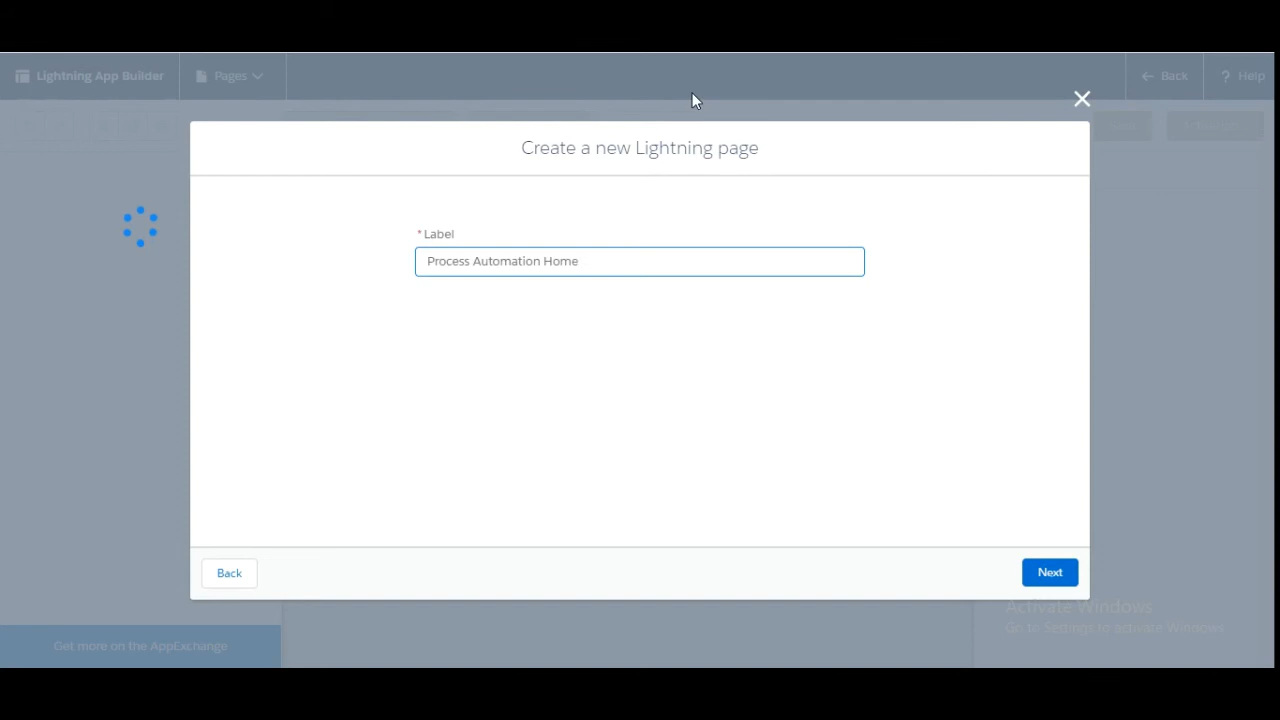 Lightning App Builder
Pages
Back
? Help
Create a new Lightning page
* Label
Process Automation Home
Back
Next
Activate Windows
Go to Settings to activate Windows.
Get more on the AppExchange